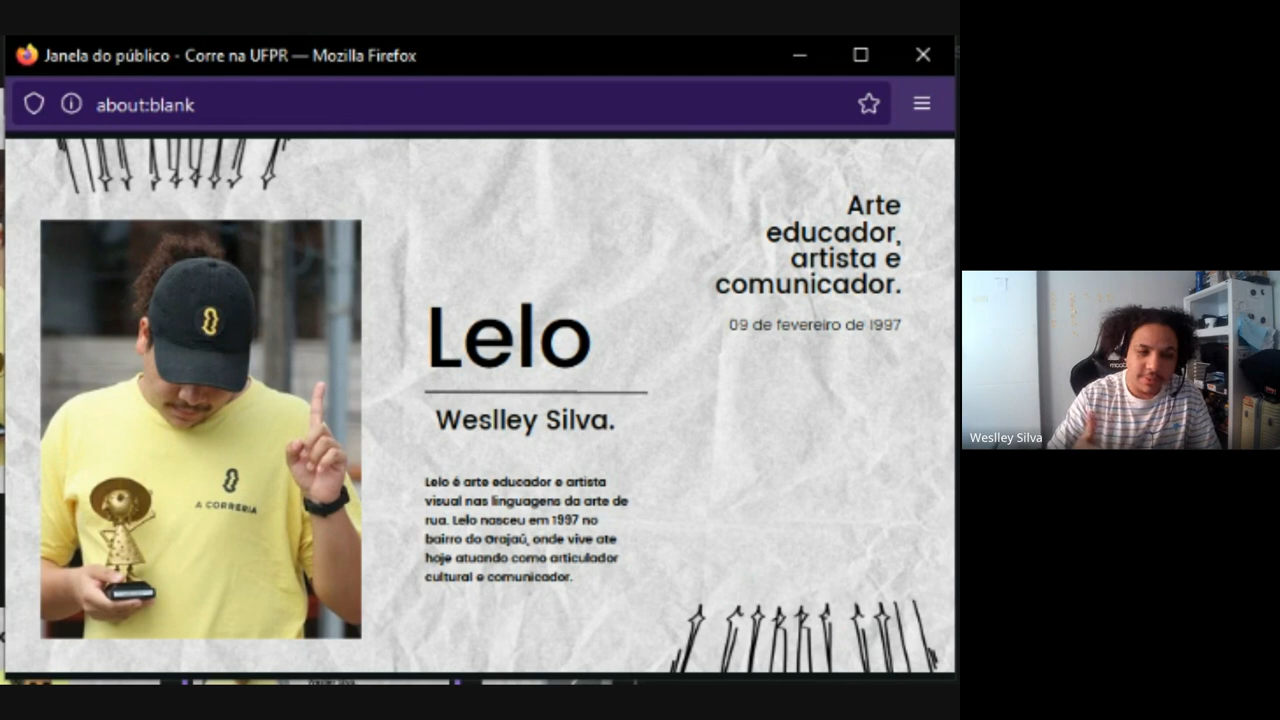 Janela do público - Corre na UFPR — Mozilla Firefox
about:blank
Arte
educador,
artista e
comunicador.
09 de fevereiro de 1997
Lelo
Weslley Silva.
Lelo é arte educador e artista
visual nas linguagens da arte de
rua. Lelo nasceu em 1997 no
bairro do Grajaú, onde vive ate
hoje atuando como articulador
cultural e comunicador.
A CORRERIA
Weslley Silva